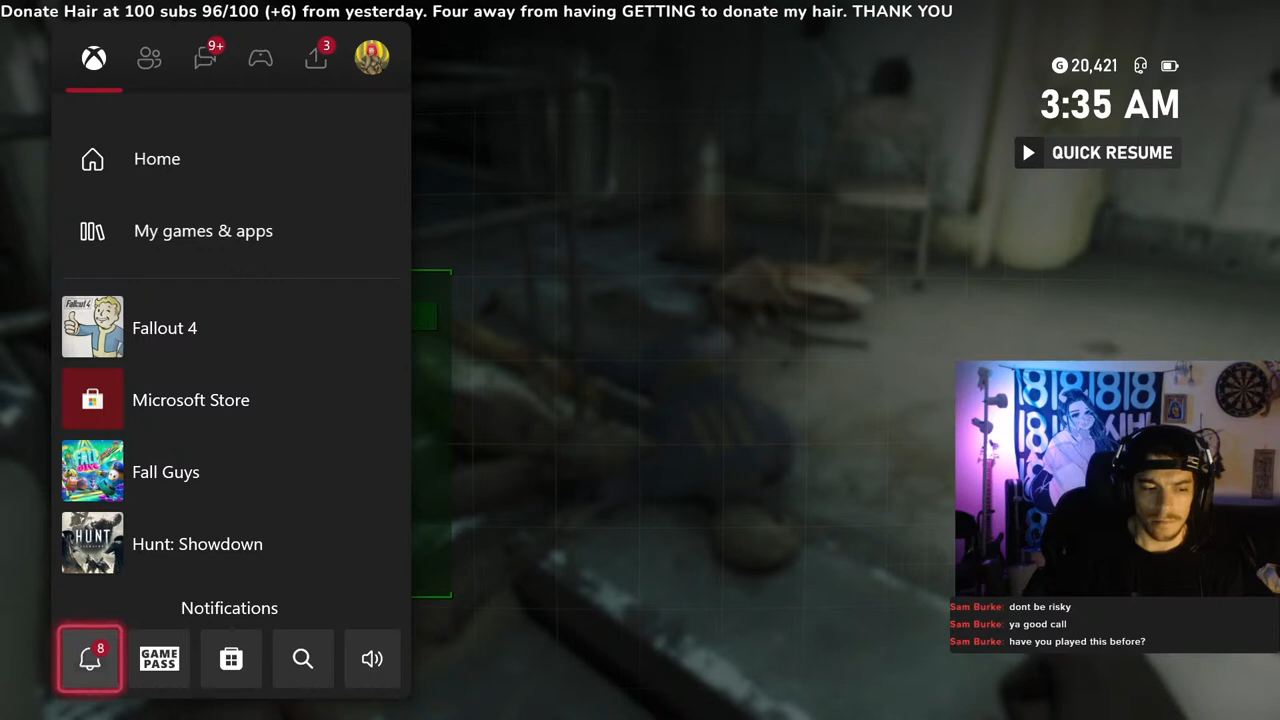 Donate Hair at 100 subs 96/100 (+6) from yesterday. Four away from having GETTING to donate my hair. THANK YOU
9+
3
20,421
3:35 AM
QUICK RESUME
Home
My games & apps
Fallout 4
Fallout 4
Microsoft Store
Fall Guys
HUNT
Hunt: Showdown
Notifications
8
GAME
PASS
Sam Burke: dont be risky
Sam Burke: ya good call
Sam Burke: have you played this before?